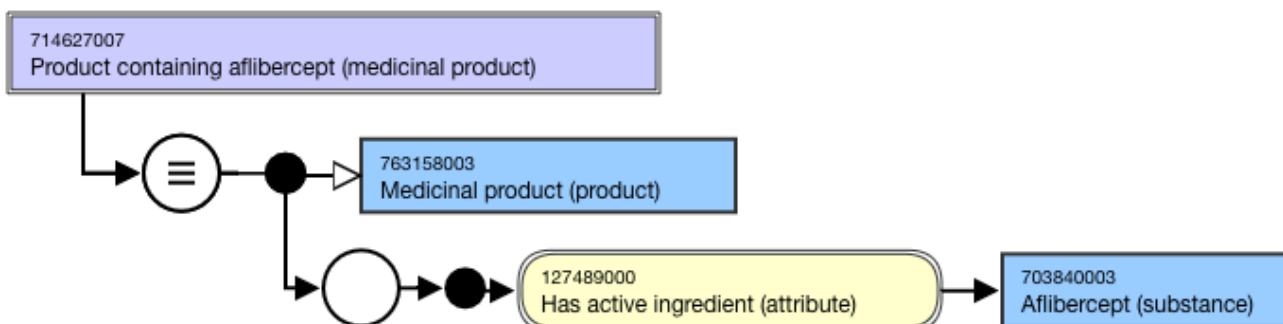 714627007
Product containing aflibercept (medicinal product)
763158003
Medicinal product (product)
127489000
Has active ingredient (attribute)
703840003
Aflibercept (substance)